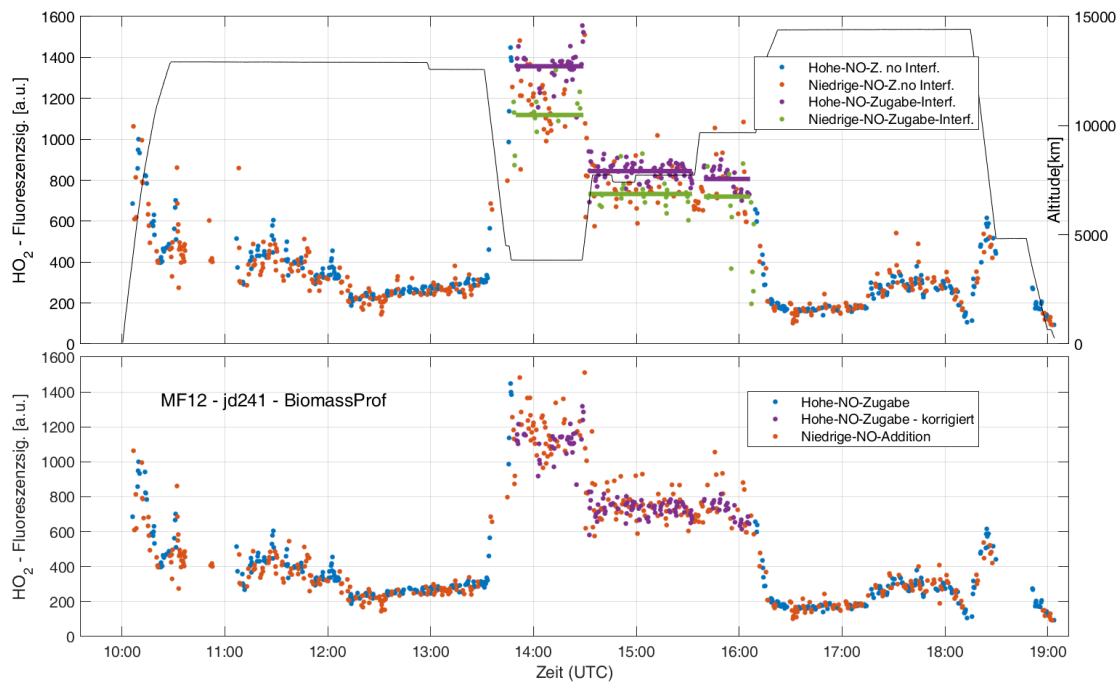 HO2 - Fluoreszenzsig. [a.u.]
1600
1400
1200
1000
800
600
400
200
0
15000
10000
5000
0
Altitude[km]
Hohe-NO-Z. no Interf.
Niedrige-NO-Z.no Interf.
Hohe-NO-Zugabe-Interf.
Niedrige-NO-Zugabe-Interf.
HO2 - Fluoreszenzsig. [a.u.]
1600
1400
1200
1000
800
600
400
200
0
MF12 - jd241 - BiomassProf
Hohe-NO-Zugabe
Hohe-NO-Zugabe - korrigiert
Niedrige-NO-Addition
10:00 11:00 12:00 13:00 14:00 15:00 16:00 17:00 18:00 19:00
Zeit (UTC)